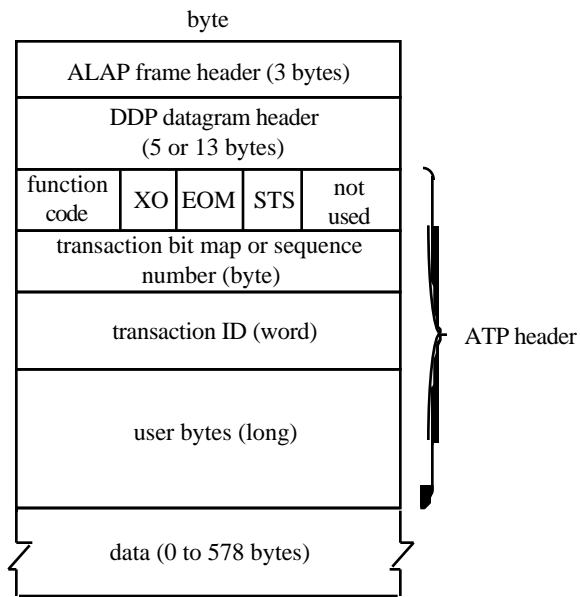 byte
ALAP frame header (3 bytes)
DDP datagram header
(5 or 13 bytes)
function
code
XO
EOM
STS
not
used
transaction bit map or sequence
number (byte)
transaction ID (word)
ATP header
user bytes (long)
data (0 to 578 bytes)